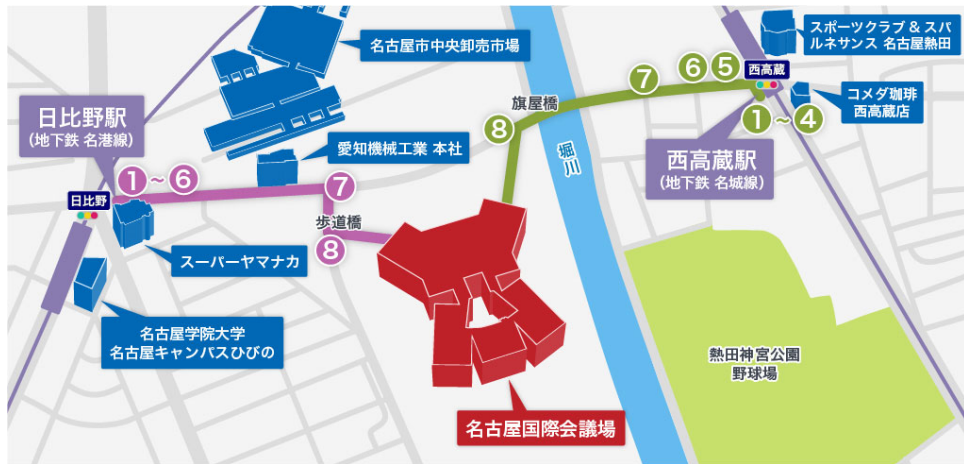 スポーツクラブ & スパ
ルネサンス 名古屋熱田
名古屋市中央卸売市場
西高蔵
⑥ ⑤
⑦
コメダ珈琲
西高蔵店
日比野駅
(地下鉄 名港線)
旗屋橋
⑧
①~④
愛知機械工業 本社
堀川
西高蔵駅
(地下鉄 名城線)
①~⑥
⑦
日比野
歩道橋
⑧
スーパーヤマナカ
名古屋学院大学
名古屋キャンパスひびの
熱田神宮公園
野球場
名古屋国際会議場